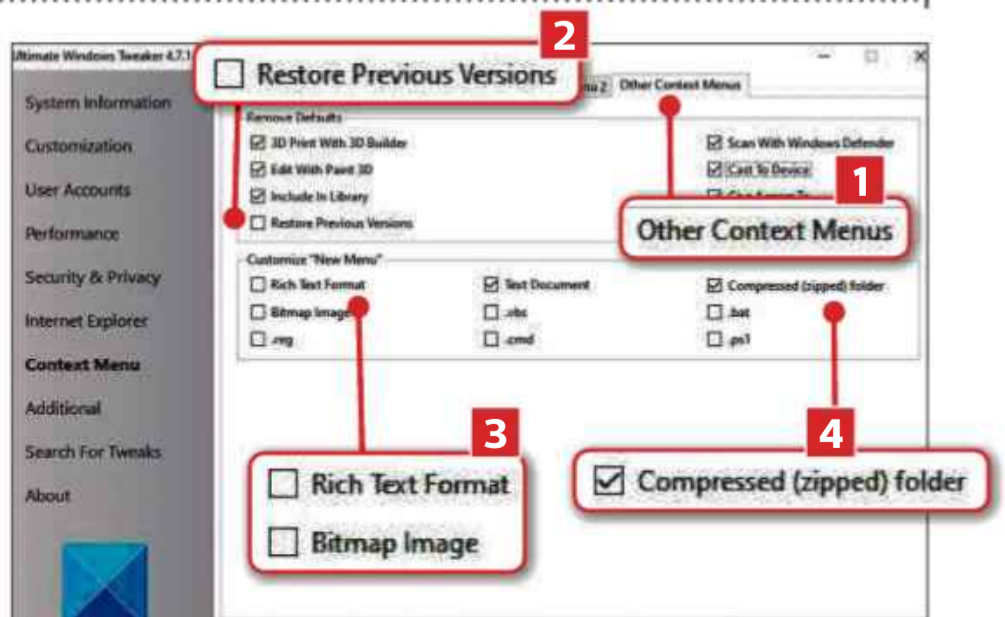 2
Ultimate Windows Tweaker 4.7.1
Restore Previous Versions
Other Context Menus
System Information
Customization
User Accounts
Performance
Security & Privacy
Internet Explorer
Context Menu
Additional
Search For Tweaks
About
Remove Defaults
3D Print With 3D Builder
Edit With Paint 3D
Include In Library
Restore Previous Versions
Scan With Windows Defender
Cast To Device
1
Other Context Menus
Customize "New Menu"
Rich Text Format
Text Document
Compressed (zipped) folder
Bitmap Image
.vbs
.bat
.reg
.cmd
.ps1
3
Rich Text Format
Bitmap Image
4
Compressed (zipped) folder